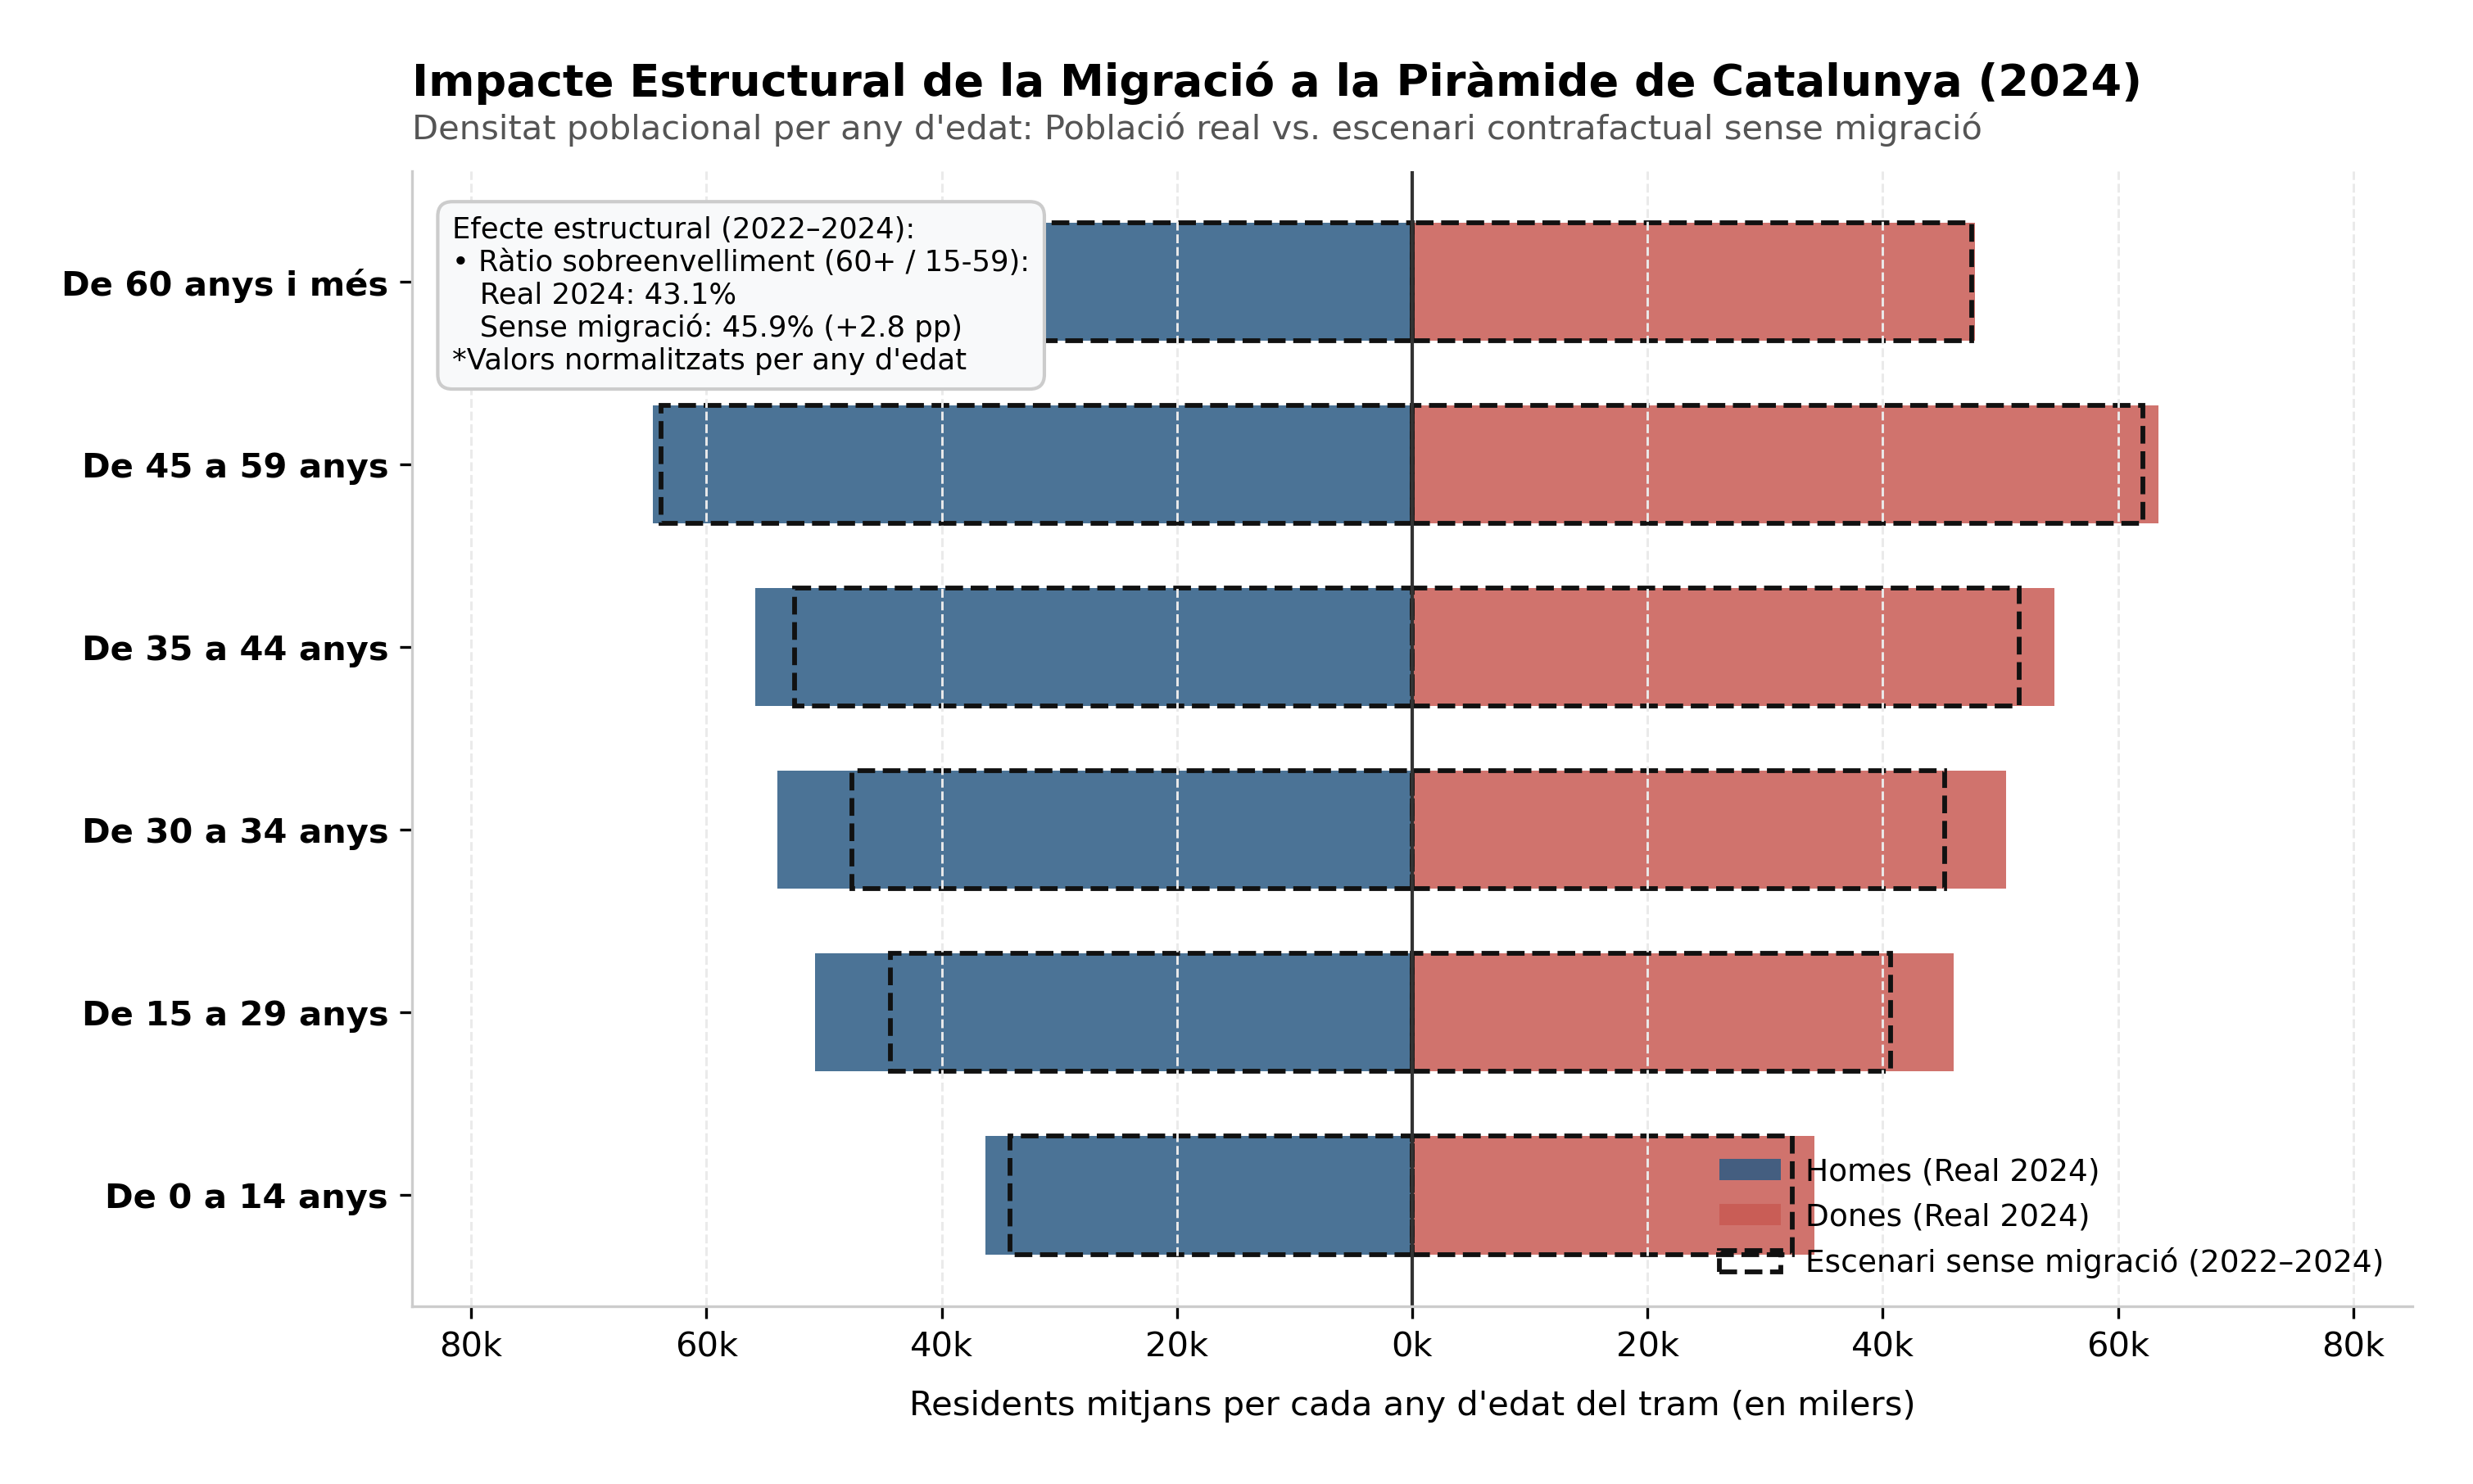 Impacte Estructural de la Migració a la Piràmide de Catalunya (2024)
Densitat poblacional per any d'edat: Població real vs. escenari contrafactual sense migració
Efecte estructural (2022–2024):
• Ràtio sobreenvelliment (60+ / 15-59):
Real 2024: 43.1%
Sense migració: 45.9% (+2.8 pp)
*Valors normalitzats per any d'edat
De 60 anys i més
De 45 a 59 anys
De 35 a 44 anys
De 30 a 34 anys
De 15 a 29 anys
De 0 a 14 anys
Homes (Real 2024)
Dones (Real 2024)
Escenari sense migració (2022–2024)
80k 60k 40k 20k 0k 20k 40k 60k 80k
Residents mitjans per cada any d'edat del tram (en milers)